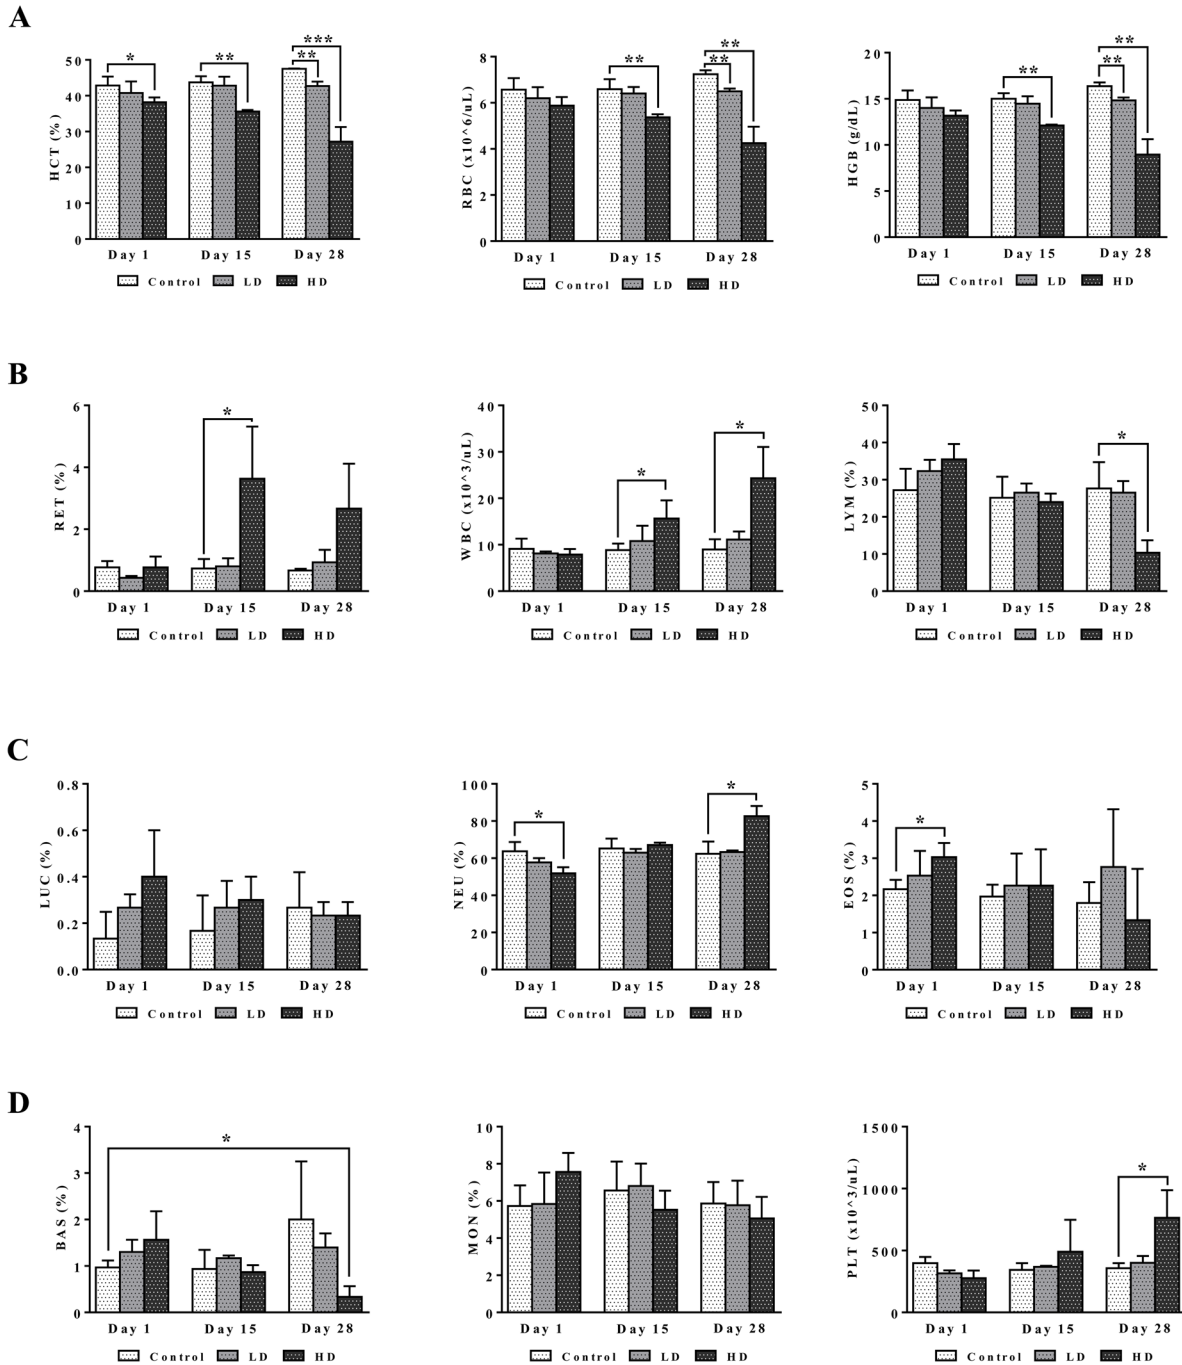 A
HCT (%)
50
40
30
20
10
0
*
**
***
**
Day 1 Day 15 Day 28
Control LD HD
RBC (x10^6/uL)
8
6
4
2
0
**
**
**
Day 1 Day 15 Day 28
Control LD HD
HGB (g/dL)
20
15
10
5
0
**
**
**
Day 1 Day 15 Day 28
Control LD HD
B
RET (%)
6
4
2
0
*
Day 1 Day 15 Day 28
Control LD HD
WBC (x10^3/uL)
40
30
20
10
0
*
*
Day 1 Day 15 Day 28
Control LD HD
LYM (%)
50
40
30
20
10
0
*
Day 1 Day 15 Day 28
Control LD HD
C
LUC (%)
0.8
0.6
0.4
0.2
0.0
Day 1 Day 15 Day 28
Control LD HD
NEU (%)
100
80
60
40
20
0
*
*
Day 1 Day 15 Day 28
Control LD HD
EOS (%)
5
4
3
2
1
0
*
Day 1 Day 15 Day 28
Control LD HD
D
BAS (%)
4
3
2
1
0
*
Day 1 Day 15 Day 28
Control LD HD
MON (%)
10
8
6
4
2
0
Day 1 Day 15 Day 28
Control LD HD
PLT (x10^3/uL)
1500
1000
500
0
*
Day 1 Day 15 Day 28
Control LD HD